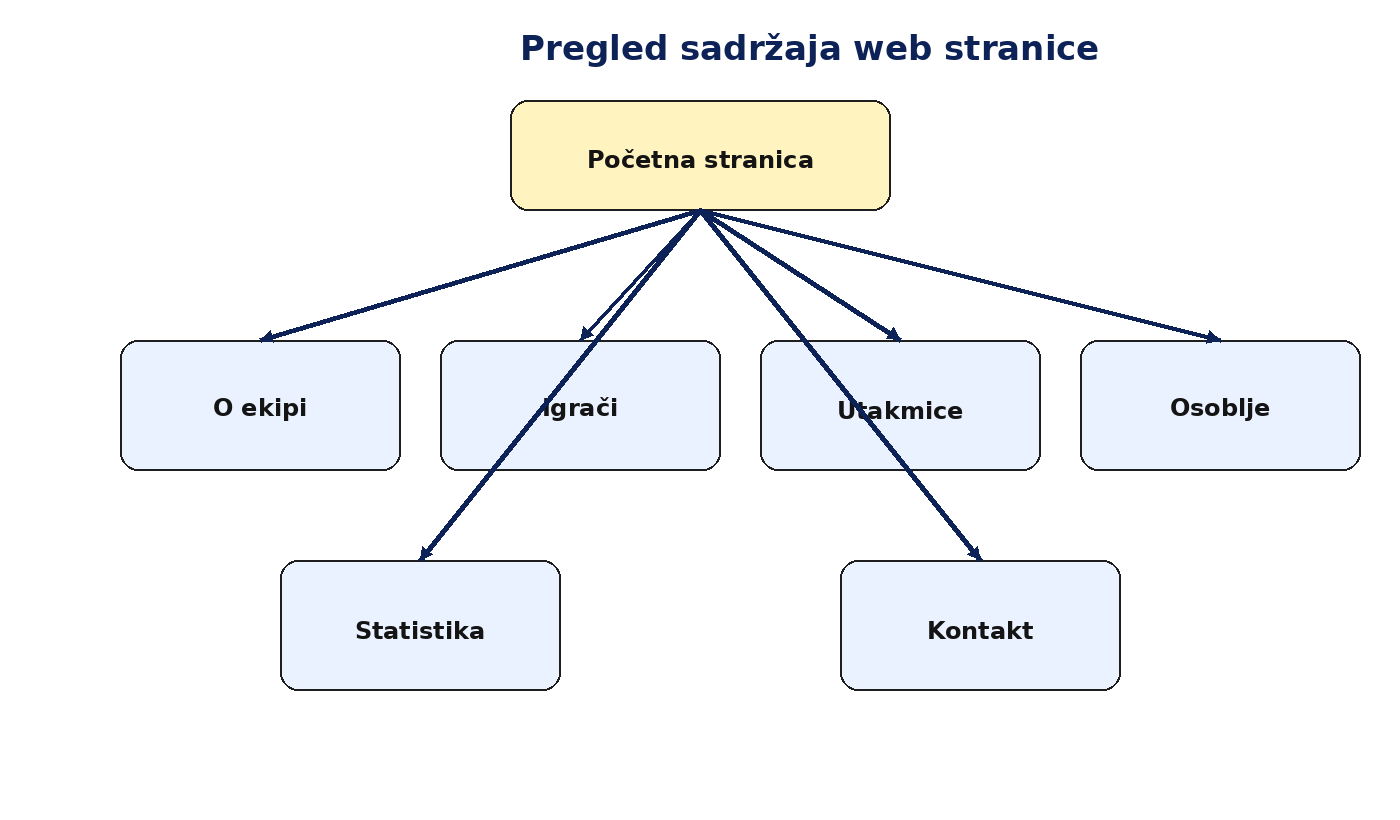 Pregled sadržaja web stranice
Početna stranica
O ekipi
Igrači
Utakmice
Osoblje
Statistika
Kontakt